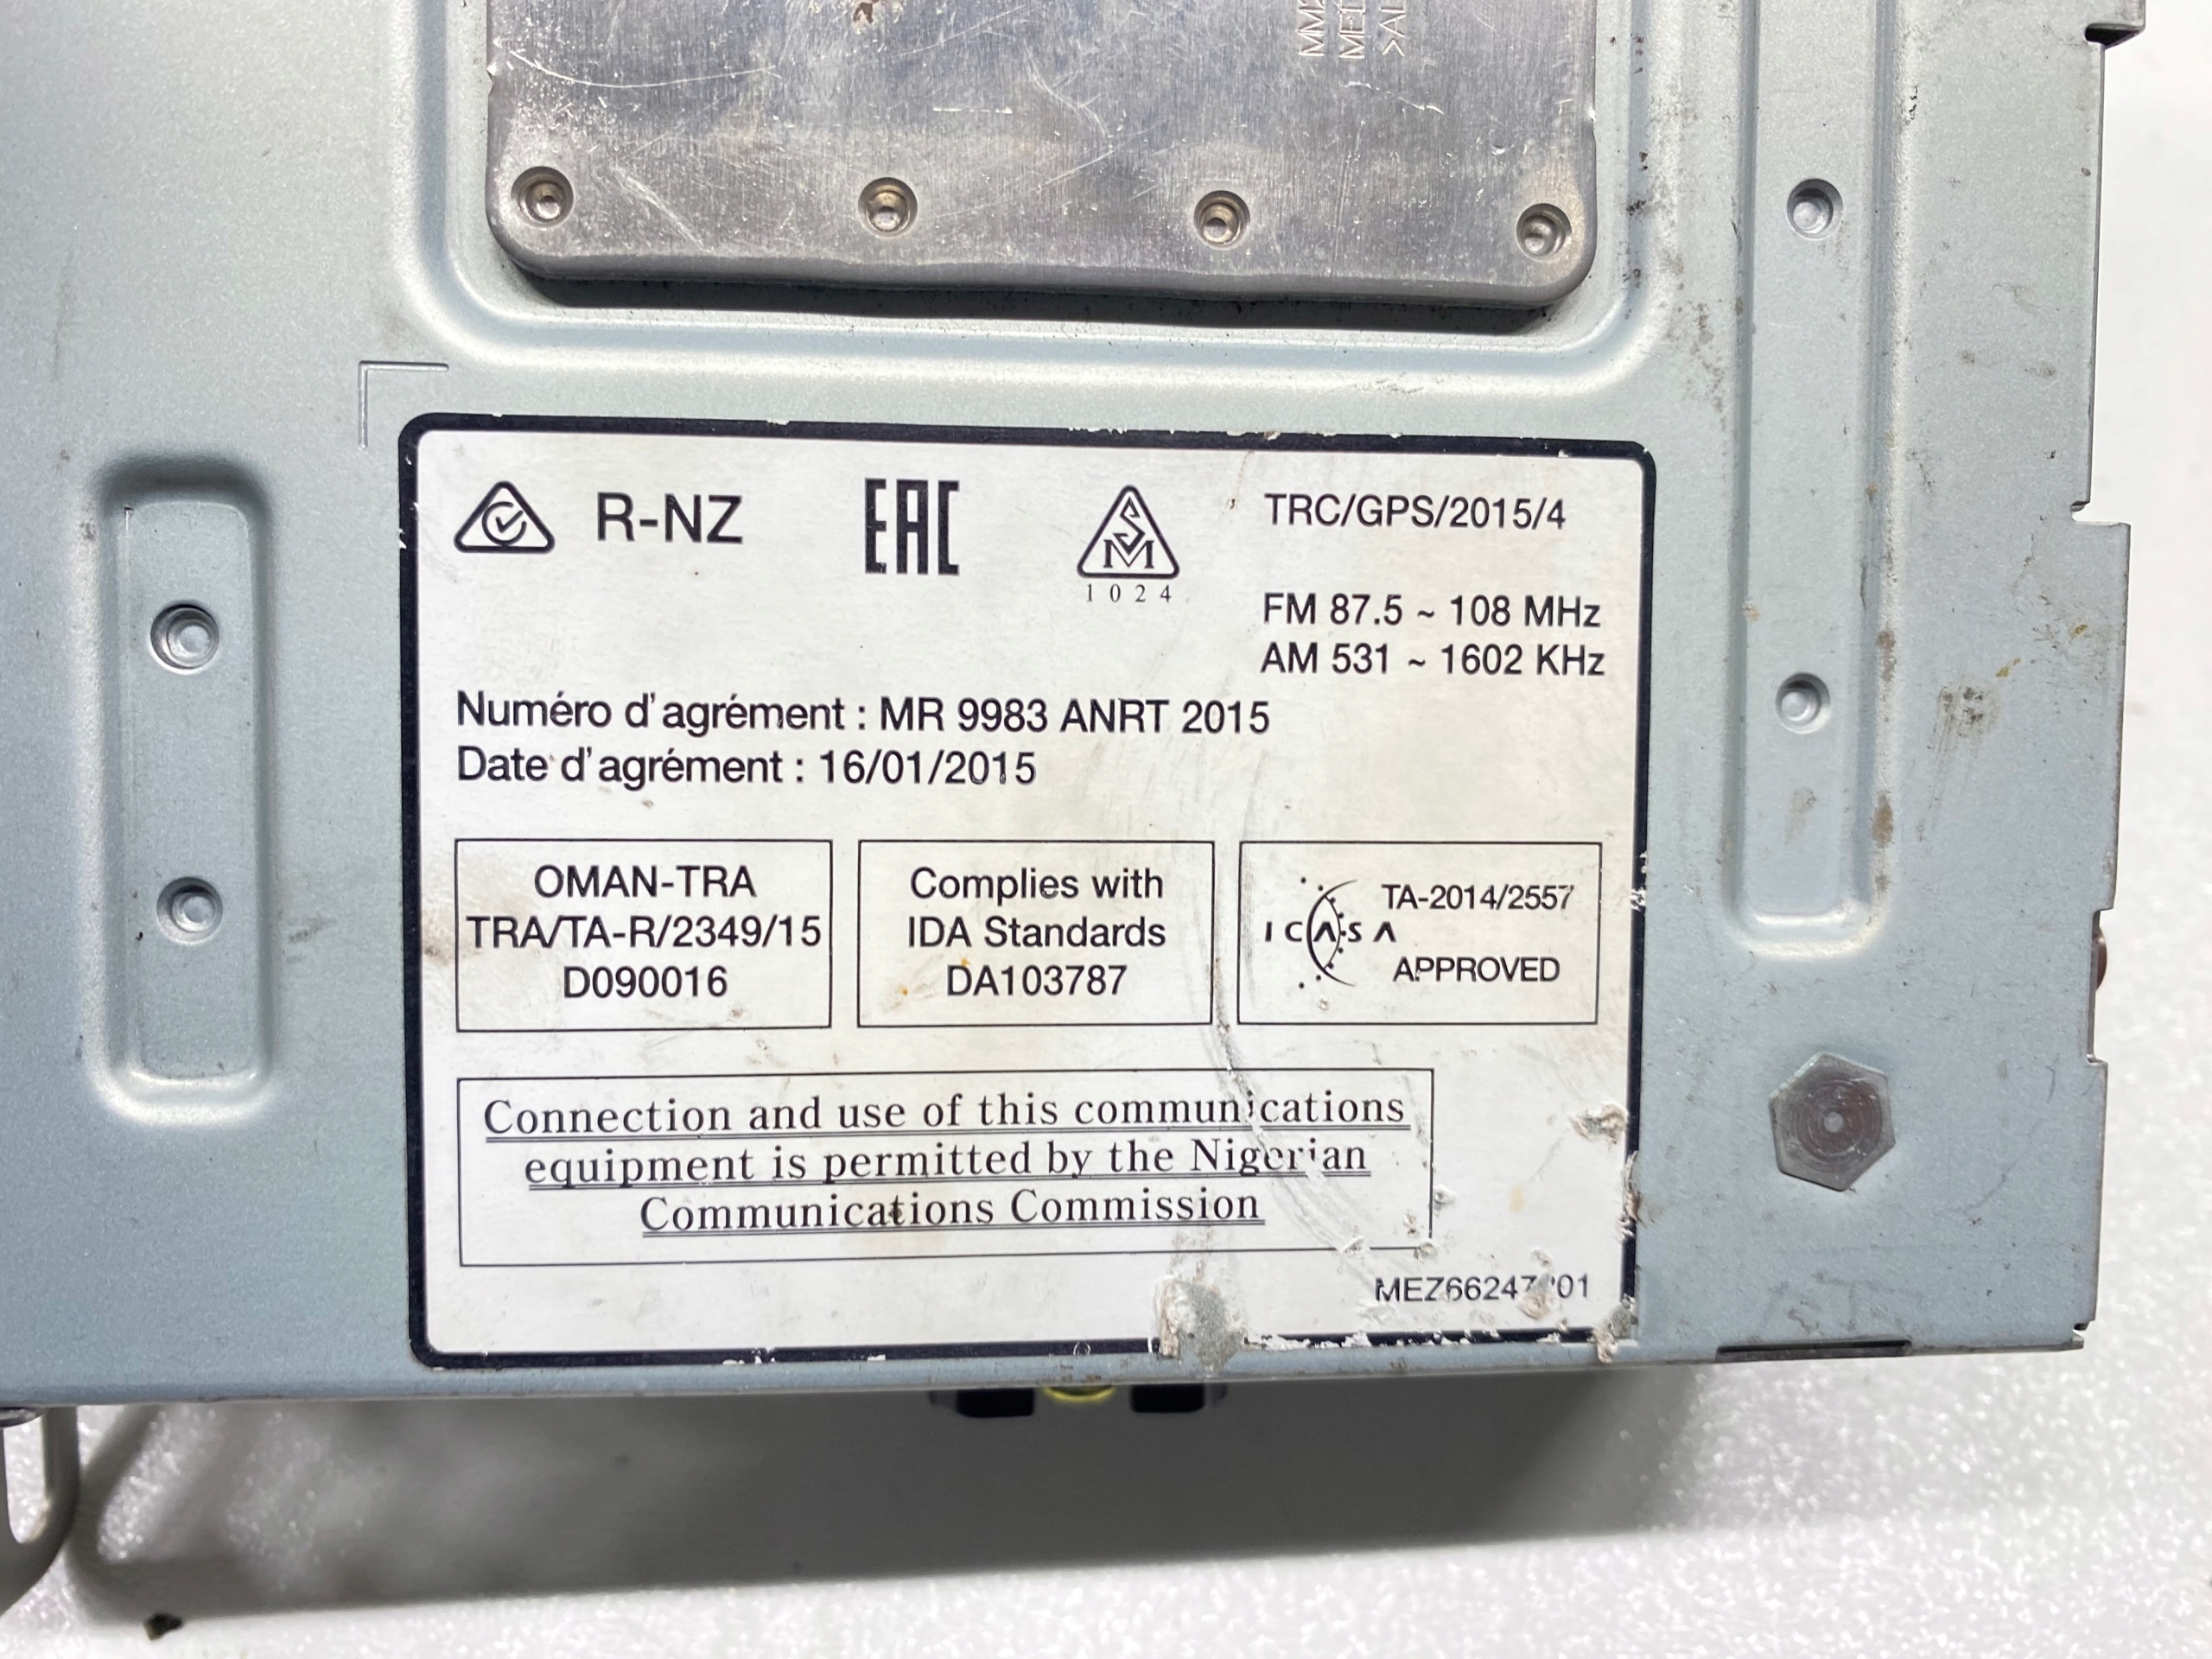 R-NZ
EAC
SM
1024
TRC/GPS/2015/4
FM 87.5 ~ 108 MHz
AM 531 ~ 1602 KHz
Numéro d'agrément : MR 9983 ANRT 2015
Date d'agrément : 16/01/2015
OMAN-TRA
TRA/TA-R/2349/15
D090016
Complies with
IDA Standards
DA103787
ICASA
TA-2014/2557
APPROVED
Connection and use of this communications
equipment is permitted by the Nigerian
Communications Commission